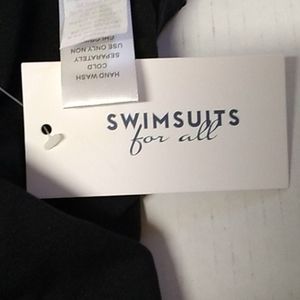 HAND WASH
COLD
SEPARATELY
USE ONLY NON
SWIMSUITS
for all